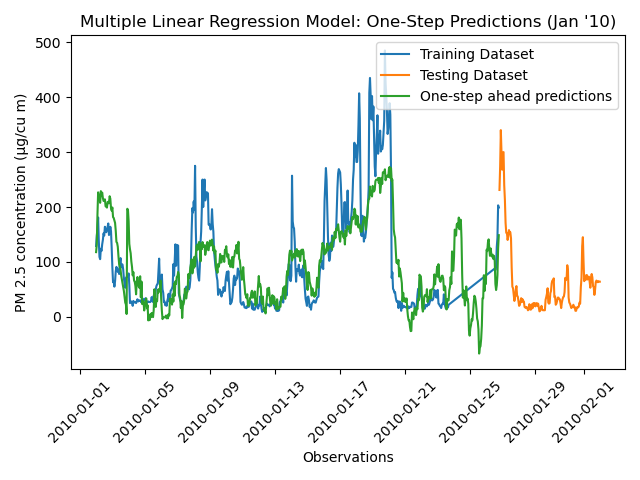 Multiple Linear Regression Model: One-Step Predictions (Jan '10)
Training Dataset
Testing Dataset
One-step ahead predictions
PM 2.5 concentration (μg/cu m)
500
400
300
200
100
0
2010-01-01
2010-01-05
2010-01-09
2010-01-13
2010-01-17
2010-01-21
2010-01-25
2010-01-29
2010-02-01
Observations